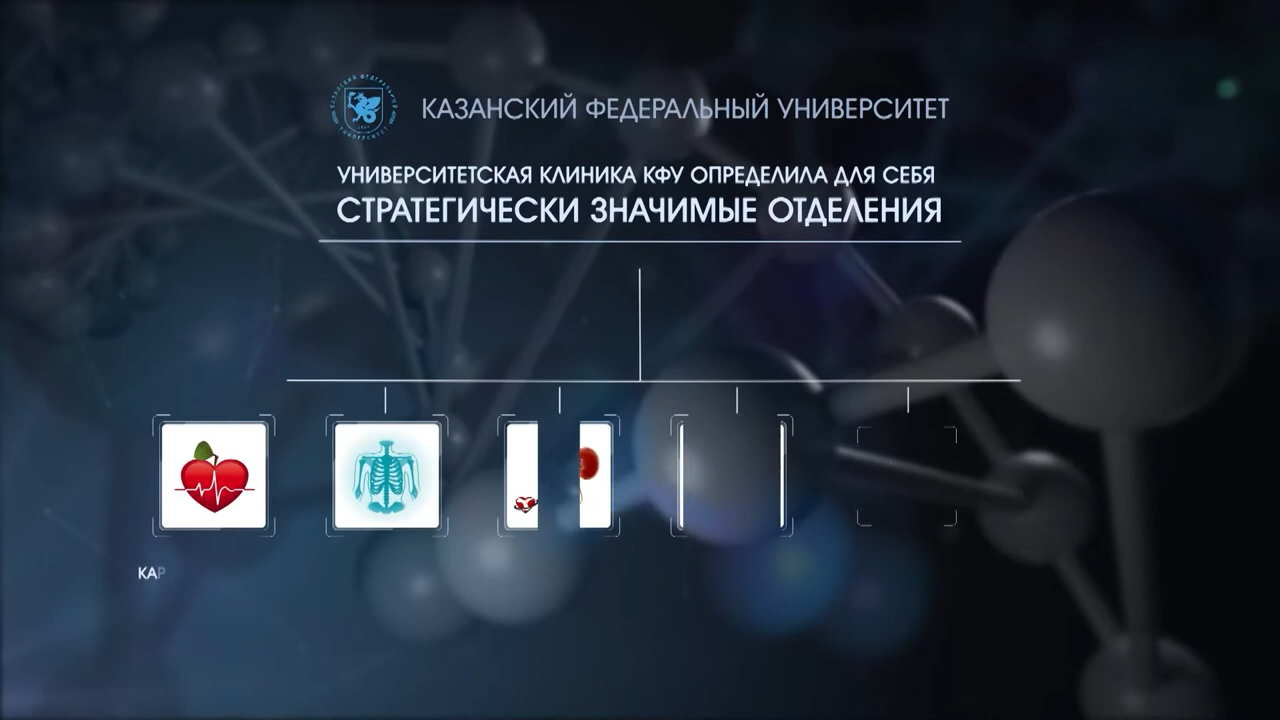 КАЗАНСКИЙ ФЕДЕРАЛЬНЫЙ УНИВЕРСИТЕТ
УНИВЕРСИТЕТСКАЯ КЛИНИКА КФУ ОПРЕДЕЛИЛА ДЛЯ СЕБЯ
СТРАТЕГИЧЕСКИ ЗНАЧИМЫЕ ОТДЕЛЕНИЯ
КАР